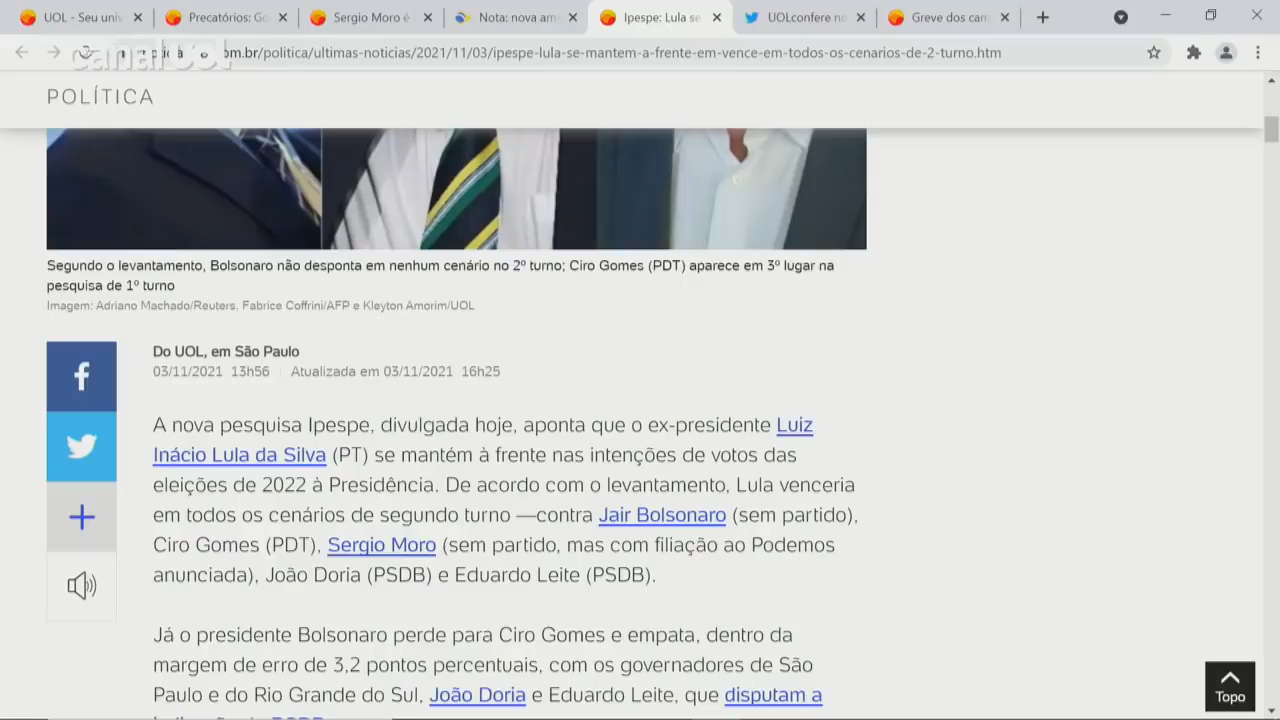 UOL - Seu univ
Precatórios: Go
Sergio Moro é
Nota: nova am
Ipespe: Lula se
UOLconfere no
Greve dos cam
canal UOL
om.br/politica/ultimas-noticias/2021/11/03/ipespe-lula-se-mantem-a-frente-em-vence-em-todos-os-cenarios-de-2-turno.htm
POLÍTICA
Segundo o levantamento, Bolsonaro não desponta em nenhum cenário no 2º turno; Ciro Gomes (PDT) aparece em 3º lugar na
pesquisa de 1º turno
Imagem: Adriano Machado/Reuters, Fabrice Coffrini/AFP e Kleyton Amorim/UOL
Do UOL, em São Paulo
03/11/2021 13h56 Atualizada em 03/11/2021 16h25
A nova pesquisa Ipespe, divulgada hoje, aponta que o ex-presidente Luiz
Inácio Lula da Silva (PT) se mantém à frente nas intenções de votos das
eleições de 2022 à Presidência. De acordo com o levantamento, Lula venceria
em todos os cenários de segundo turno —contra Jair Bolsonaro (sem partido),
Ciro Gomes (PDT), Sergio Moro (sem partido, mas com filiação ao Podemos
anunciada), João Doria (PSDB) e Eduardo Leite (PSDB).
Já o presidente Bolsonaro perde para Ciro Gomes e empata, dentro da
margem de erro de 3,2 pontos percentuais, com os governadores de São
Paulo e do Rio Grande do Sul, João Doria e Eduardo Leite, que disputam a
Topo